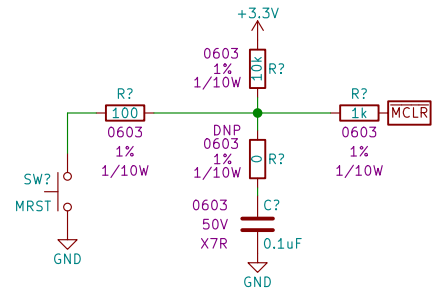 +3.3V
0603
1%
1/10W
10k
R?
R?
100
0603
1%
1/10W
R?
1k
0603
1%
1/10W
MCLR
DNP
0603
1%
1/10W
0
R?
SW?
MRST
GND
0603
50V
X7R
C?
0.1uF
GND